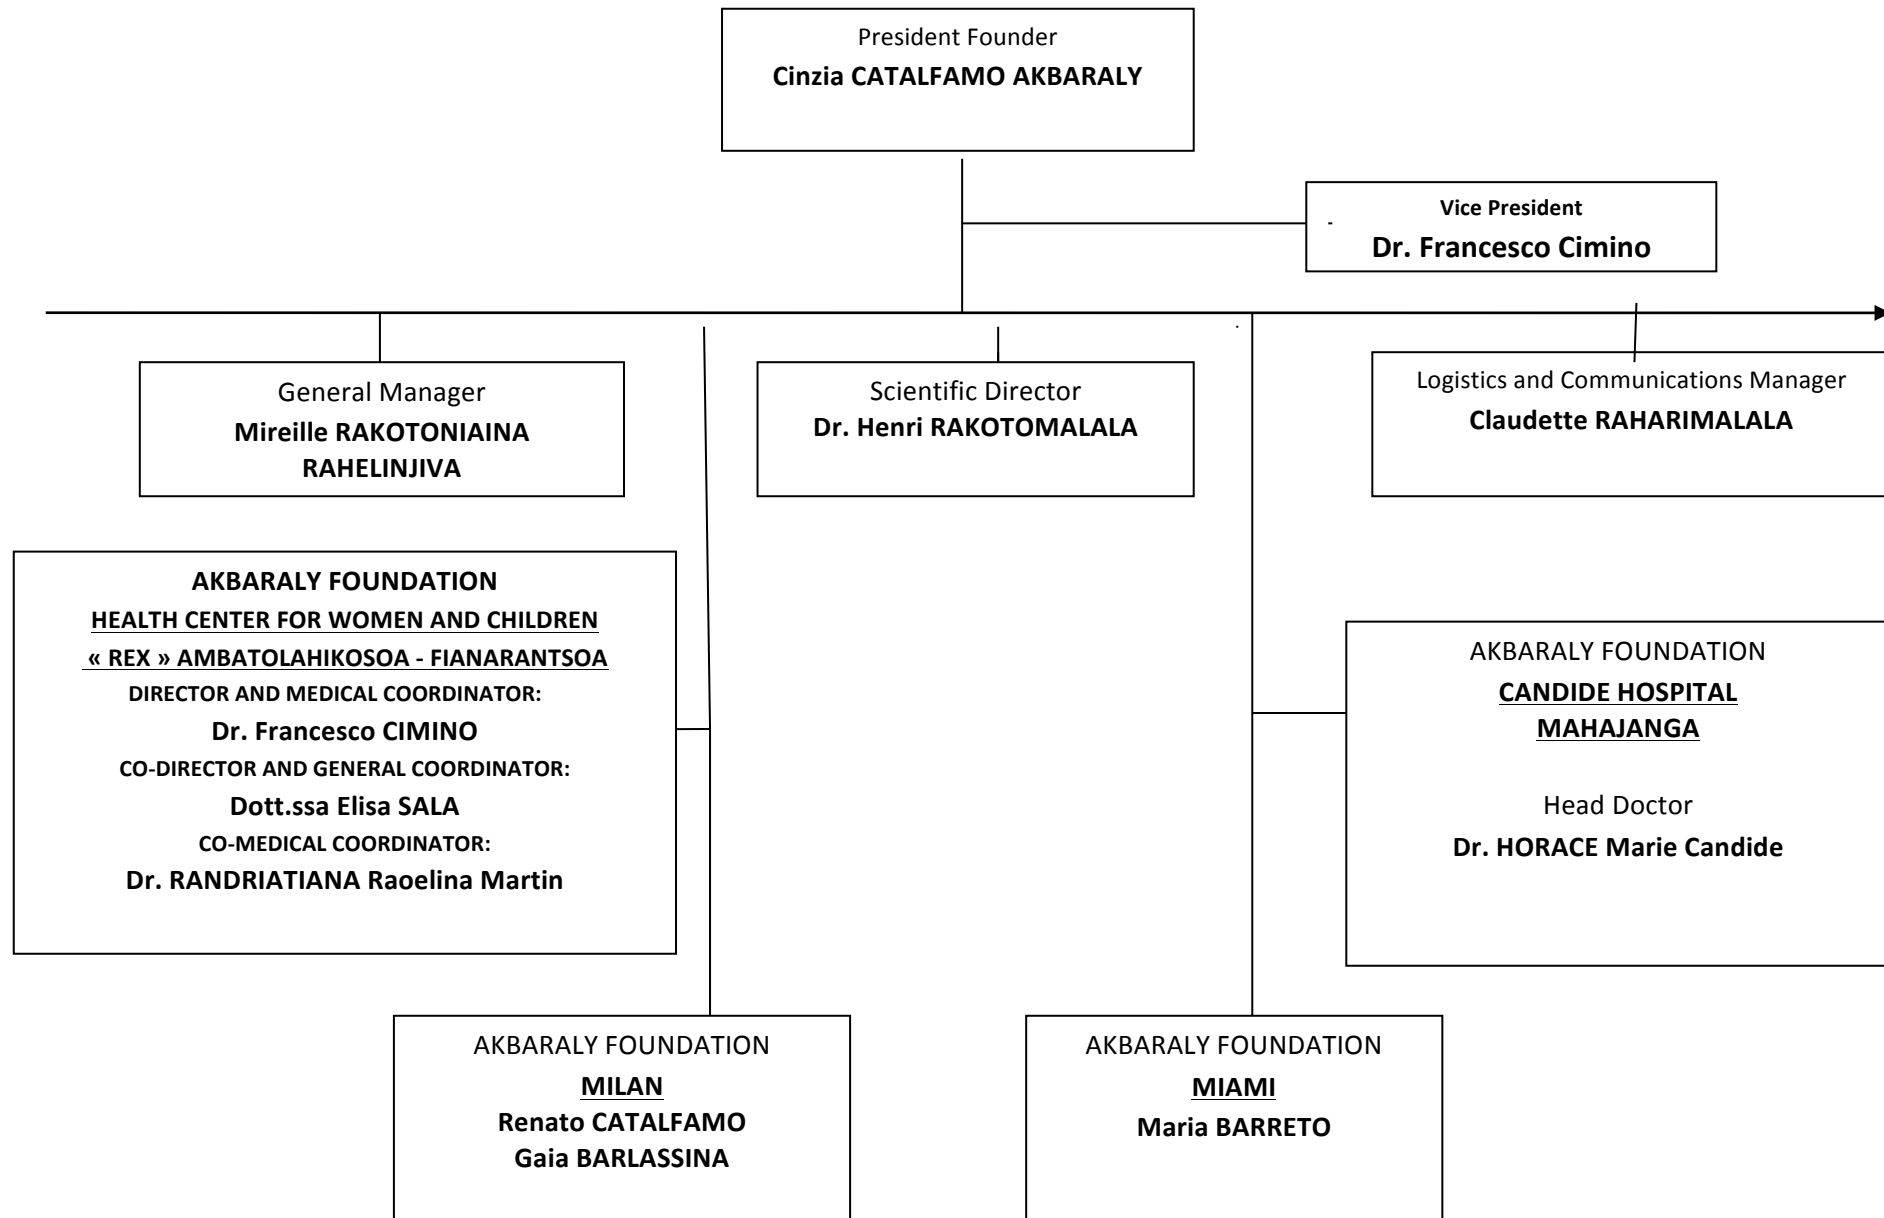 President Founder
Cinzia CATALFAMO AKBARALY
Vice President
Dr. Francesco Cimino
General Manager
Mireille RAKOTONIAINA
RAHELINJIVA
Scientific Director
Dr. Henri RAKOTOMALALA
Logistics and Communications Manager
Claudette RAHARIMALALA
AKBARALY FOUNDATION
HEALTH CENTER FOR WOMEN AND CHILDREN
« REX » AMBATOLAHIKOSOA - FIANARANTSOA
DIRECTOR AND MEDICAL COORDINATOR:
Dr. Francesco CIMINO
CO-DIRECTOR AND GENERAL COORDINATOR:
Dott.ssa Elisa SALA
CO-MEDICAL COORDINATOR:
Dr. RANDRIATIANA Raoelina Martin
AKBARALY FOUNDATION
CANDIDE HOSPITAL
MAHAJANGA
Head Doctor
Dr. HORACE Marie Candide
AKBARALY FOUNDATION
MILAN
Renato CATALFAMO
Gaia BARLASSINA
AKBARALY FOUNDATION
MIAMI
Maria BARRETO